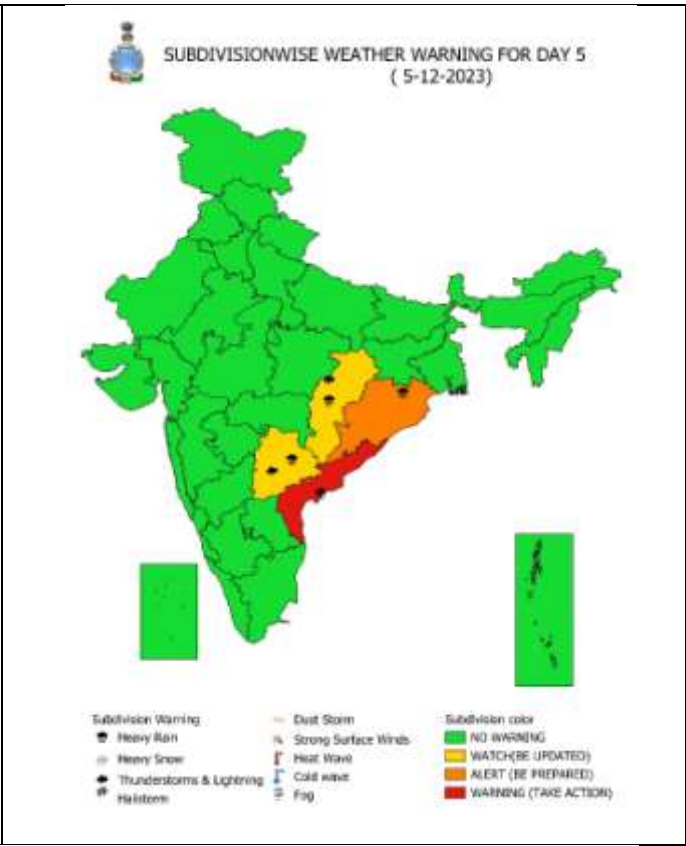 SUBDIVISIONWISE WEATHER WARNING FOR DAY 5
( 5-12-2023)
Subdivision Warning
Heavy Rain
Heavy Snow
Thunderstorms & Lightning
Hailstorm
Dust Storm
Strong Surface Winds
Heat Wave
Cold wave
Fog
Subdivision color
NO WARNING
WATCH(BE UPDATED)
ALERT (BE PREPARED)
WARNING (TAKE ACTION)